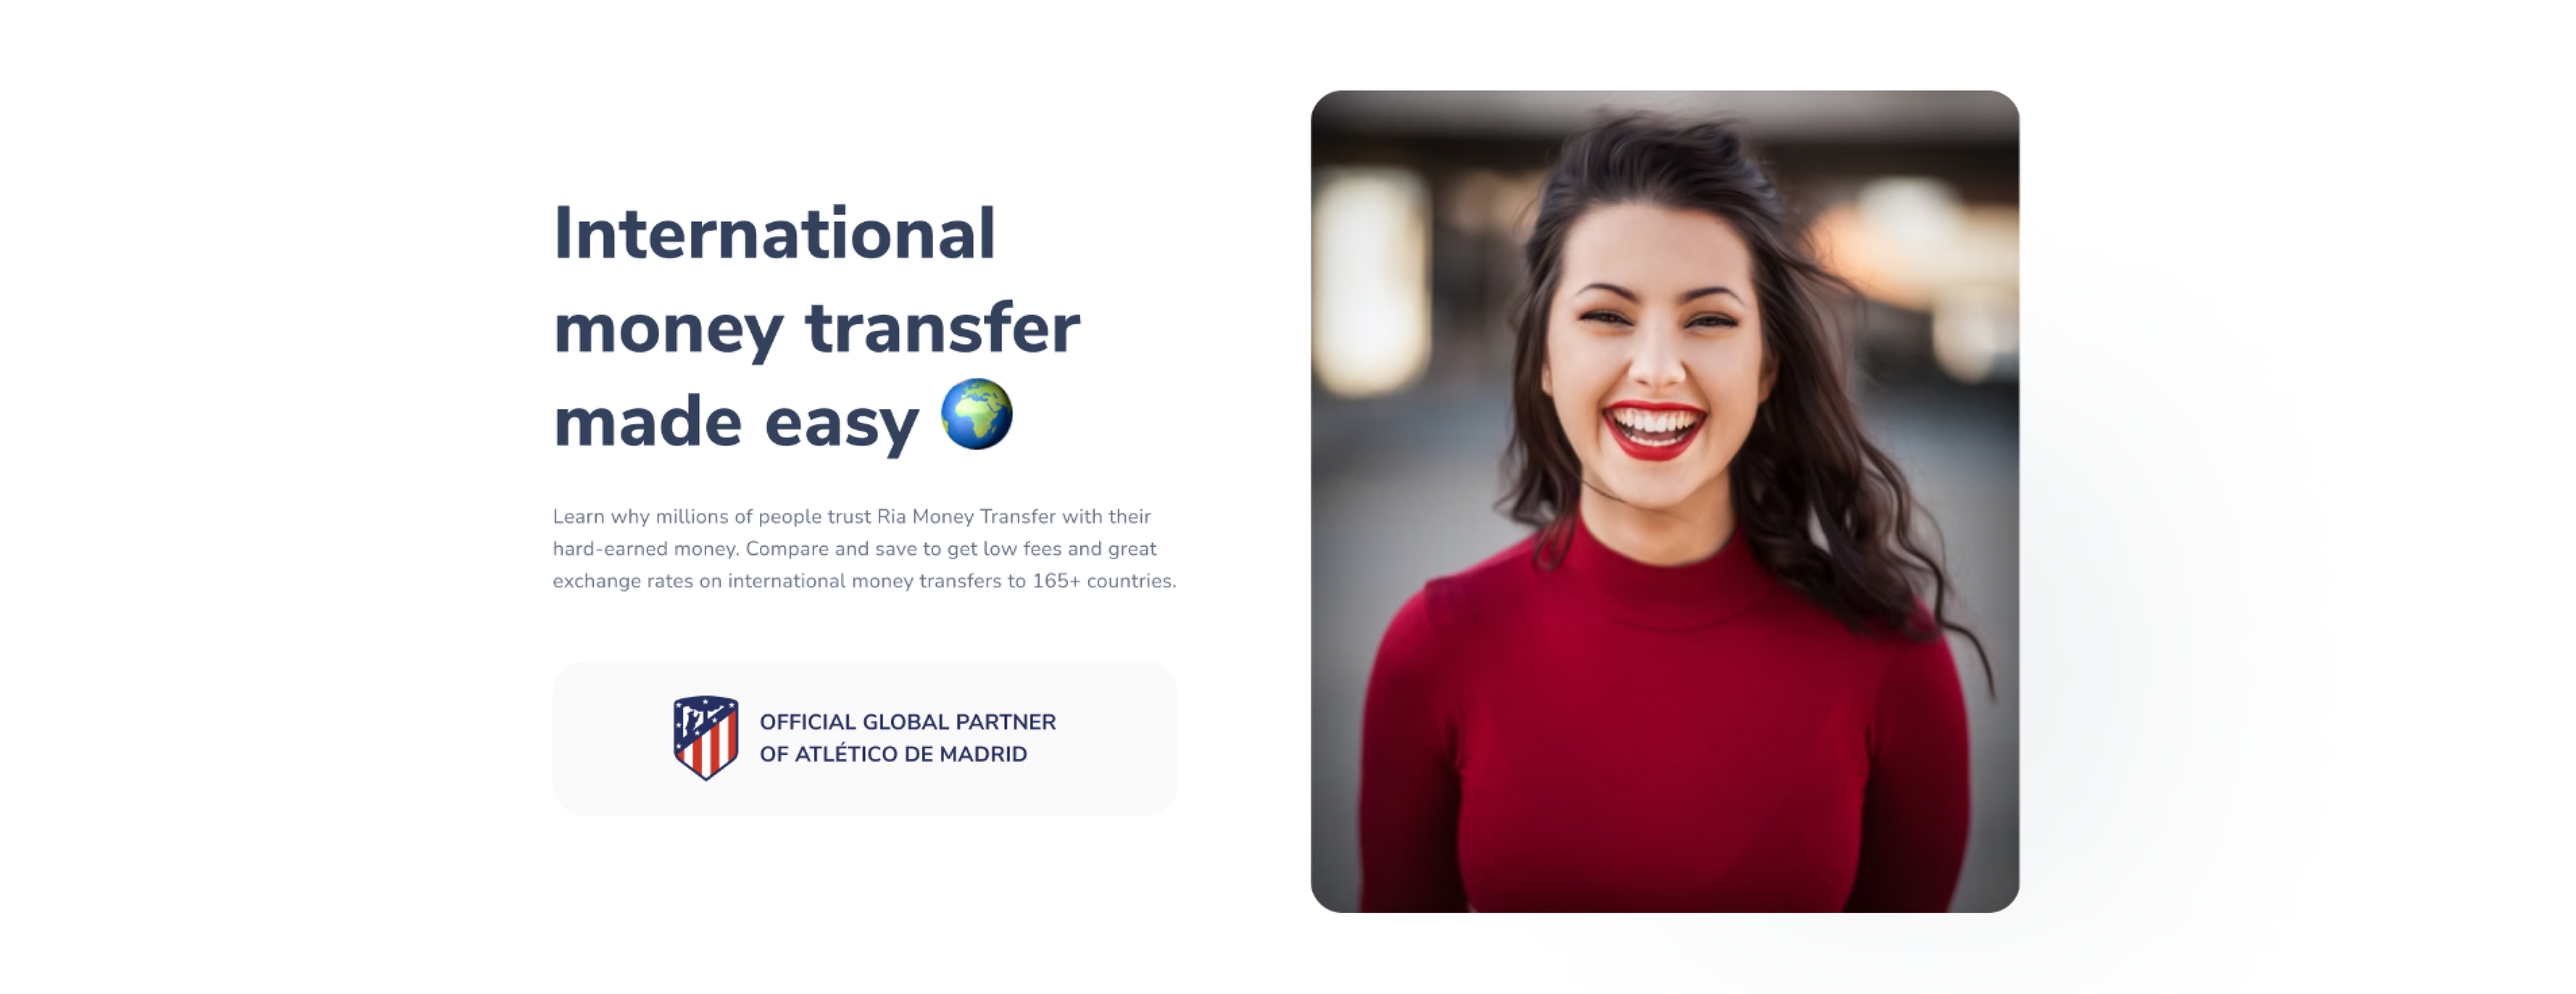 International
money transfer
made easy 🌍
Learn why millions of people trust Ria Money Transfer with their
hard-earned money. Compare and save to get low fees and great
exchange rates on international money transfers to 165+ countries.
OFFICIAL GLOBAL PARTNER
OF ATLÉTICO DE MADRID